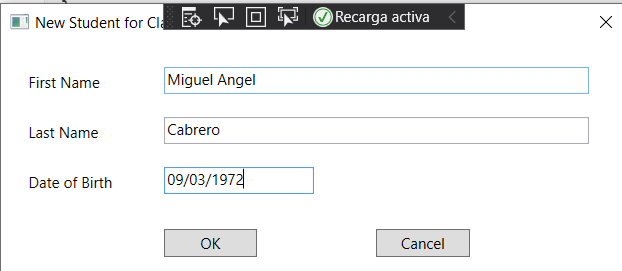 New Student for Cla
Recarga activa
First Name
Miguel Angel
Last Name
Cabrero
Date of Birth
09/03/1972
OK
Cancel